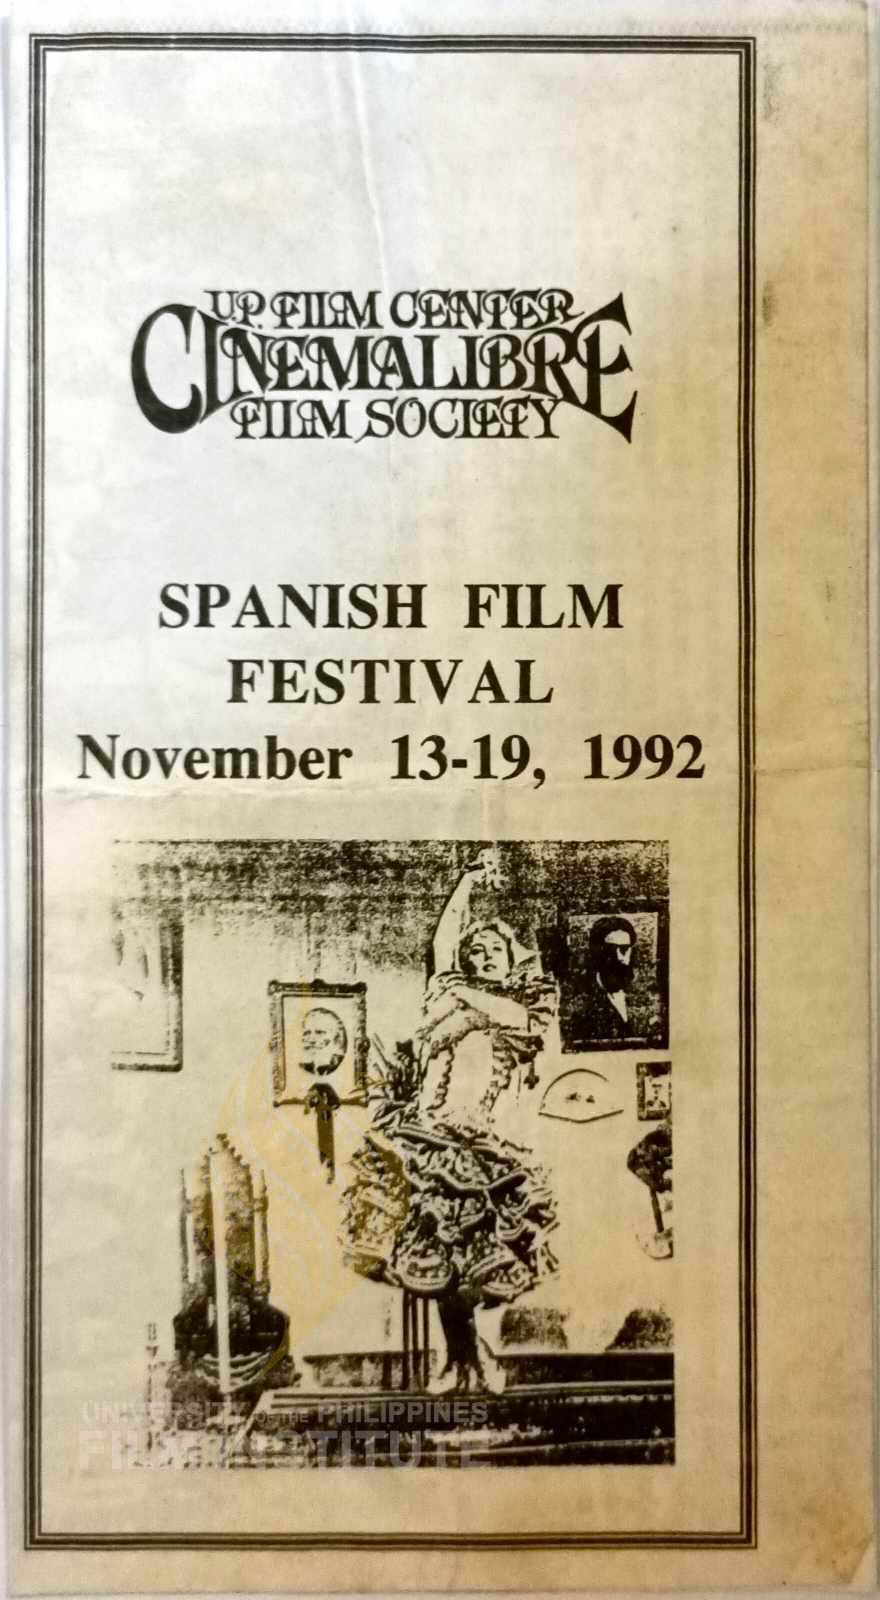 U.P. FILM CENTER
CINEMALIBRE
FILM SOCIETY
SPANISH FILM
FESTIVAL
November 13-19, 1992
UNIVERSITY OF THE PHILIPPINES
FILM INSTITUTE